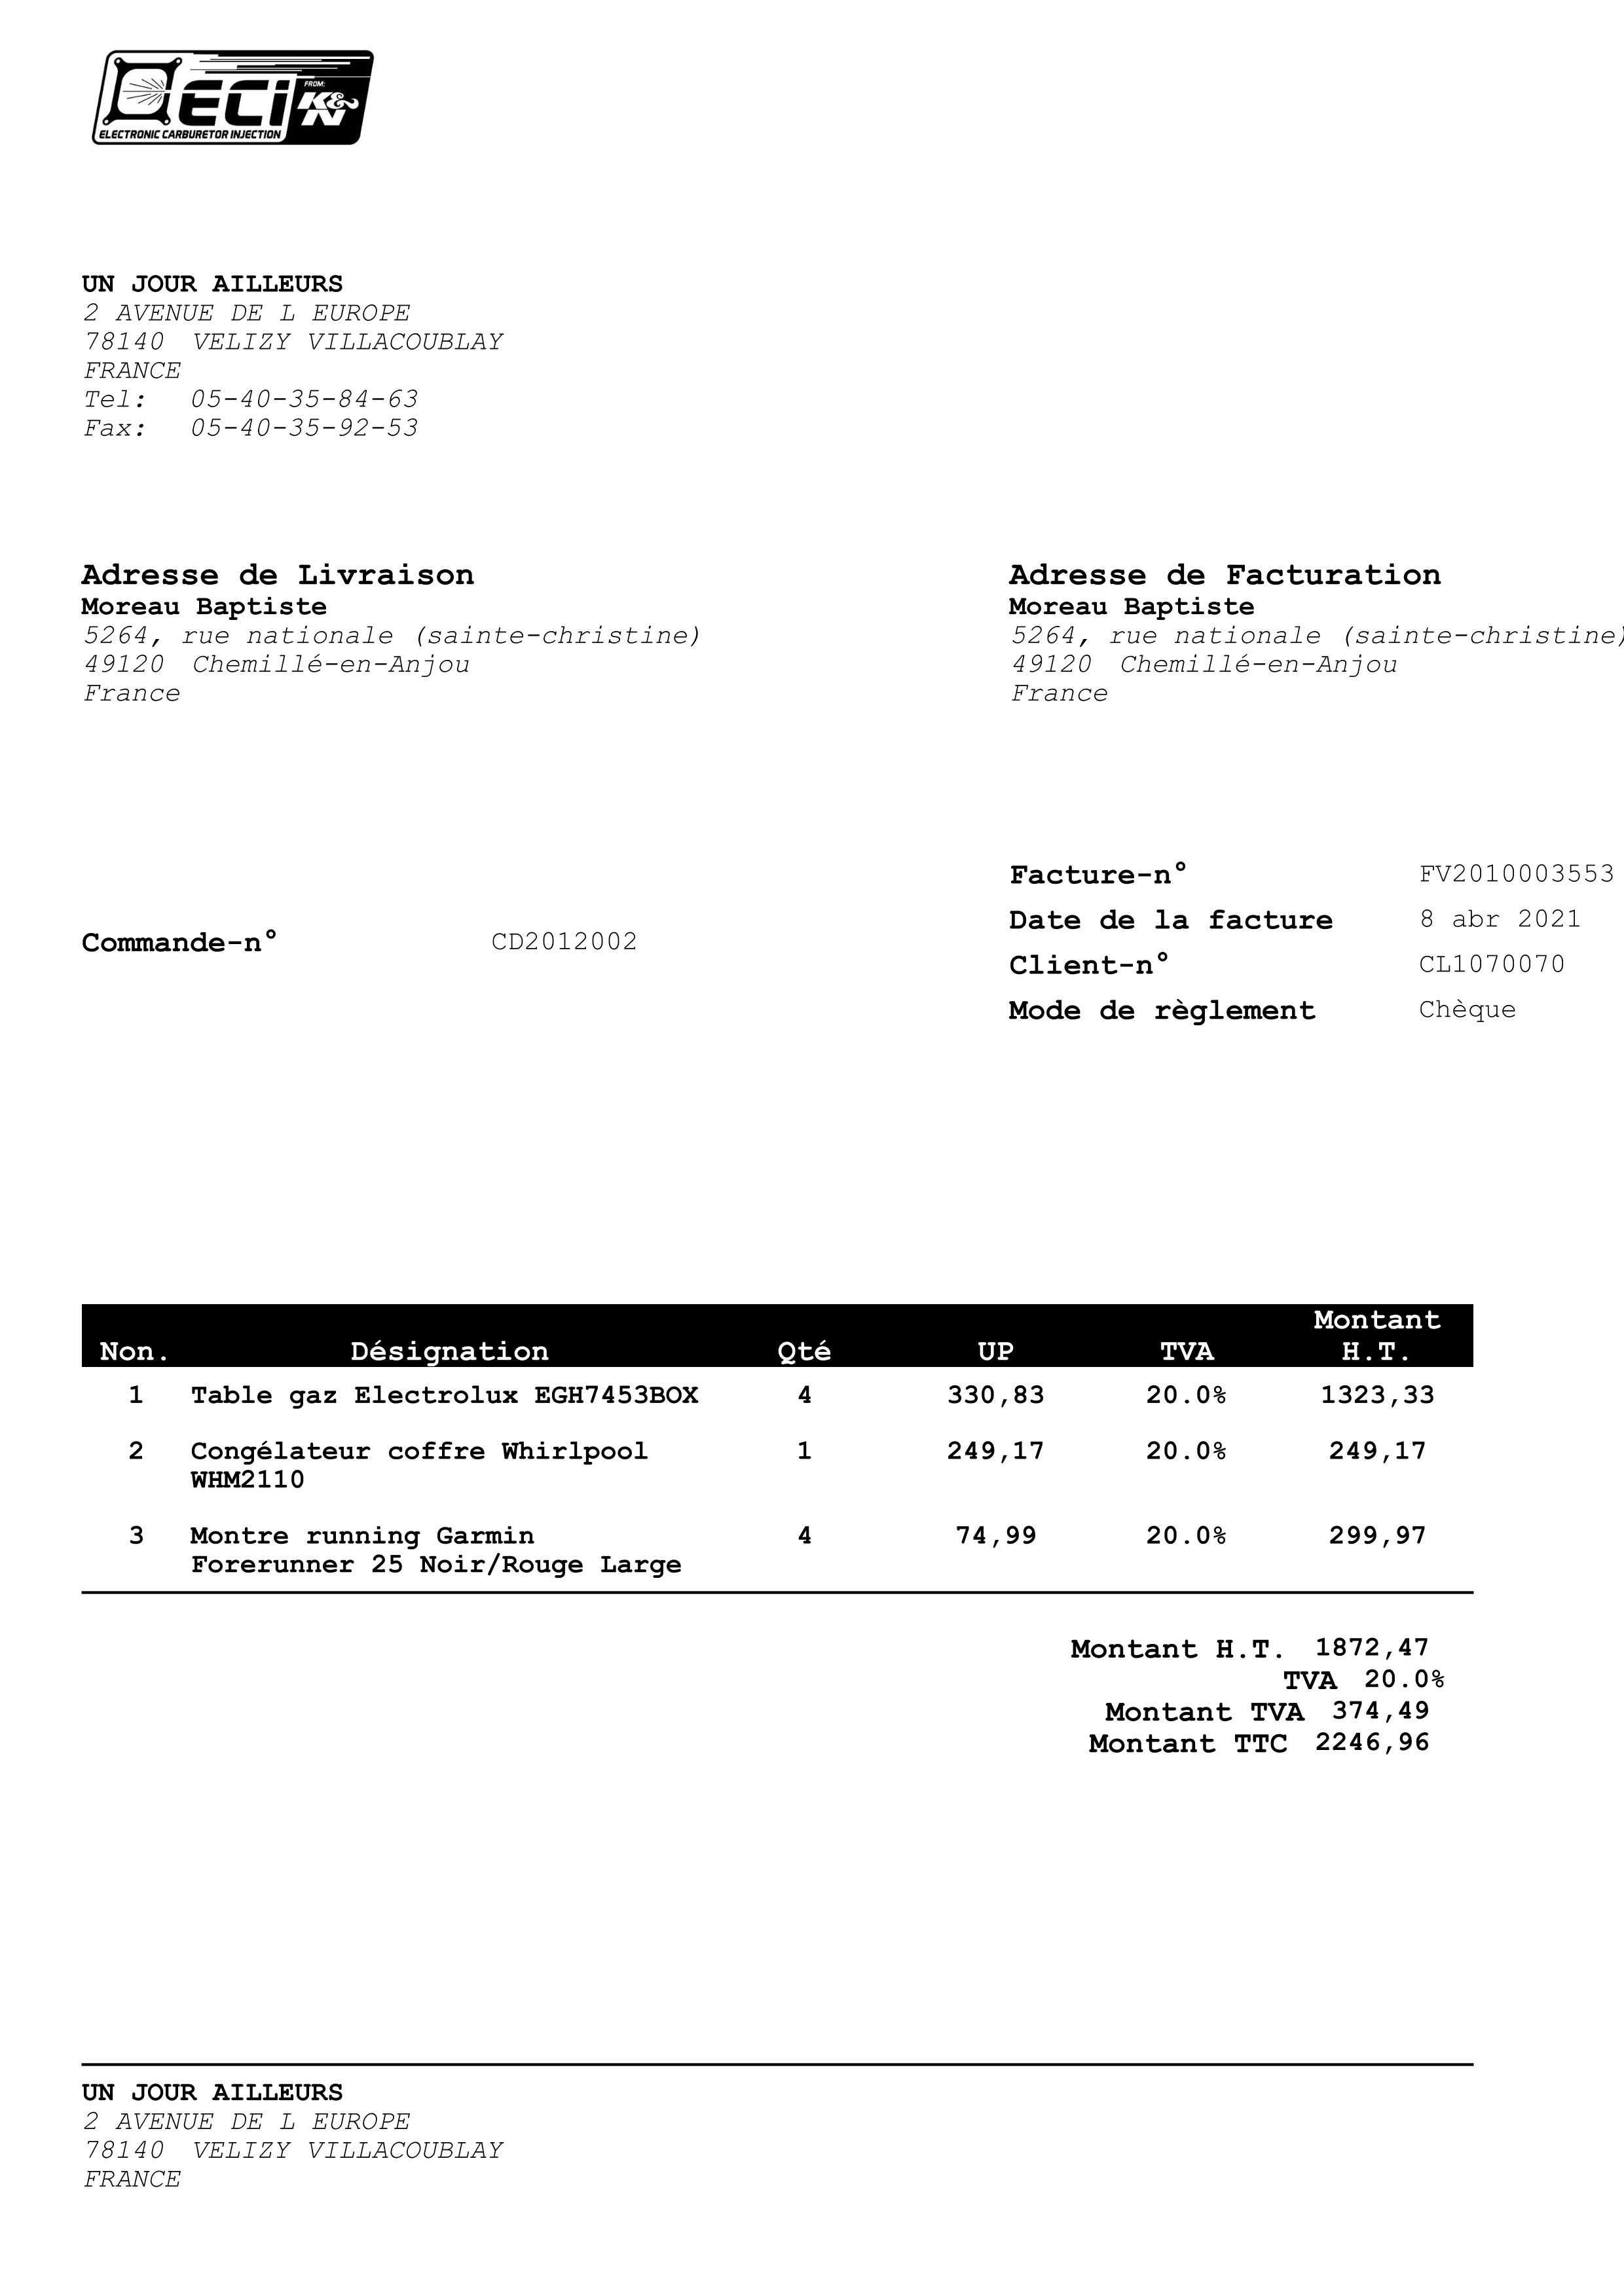 ECi
FROM:
K&N
ELECTRONIC CARBURETOR INJECTION
UN JOUR AILLEURS
2 AVENUE DE L EUROPE
78140 VELIZY VILLACOUBLAY
FRANCE
Tel: 05-40-35-84-63
Fax: 05-40-35-92-53
Adresse de Livraison
Moreau Baptiste
5264, rue nationale (sainte-christine)
49120 Chemillé-en-Anjou
France
Adresse de Facturation
Moreau Baptiste
5264, rue nationale (sainte-christine)
49120 Chemillé-en-Anjou
France
Commande-n° CD2012002
Facture-n° FV2010003553
Date de la facture 8 abr 2021
Client-n° CL1070070
Mode de règlement Chèque
Non. Désignation Qté UP TVA Montant H.T.
1 Table gaz Electrolux EGH7453BOX 4 330,83 20.0% 1323,33
2 Congélateur coffre Whirlpool 1 249,17 20.0% 249,17
WHM2110
3 Montre running Garmin 4 74,99 20.0% 299,97
Forerunner 25 Noir/Rouge Large
Montant H.T. 1872,47
TVA 20.0%
Montant TVA 374,49
Montant TTC 2246,96
UN JOUR AILLEURS
2 AVENUE DE L EUROPE
78140 VELIZY VILLACOUBLAY
FRANCE